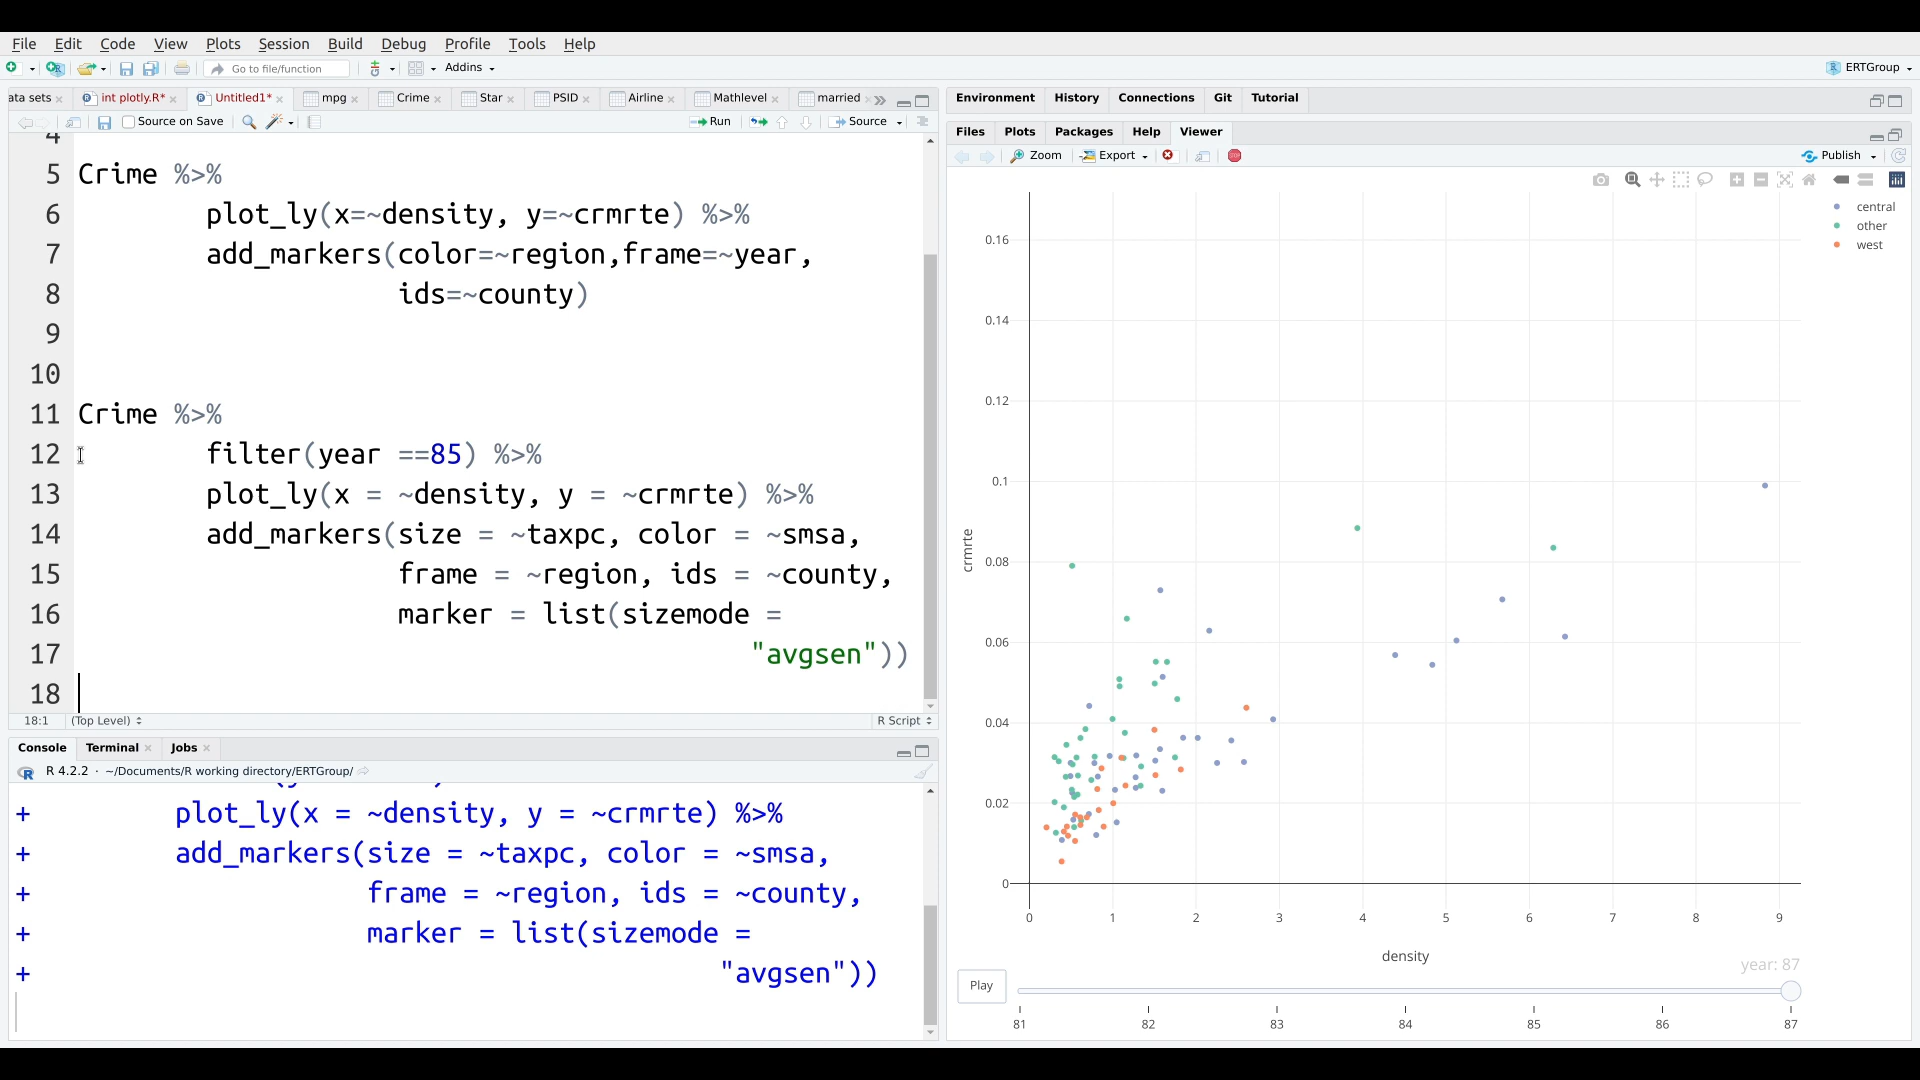 File Edit Code View Plots Session Build Debug Profile Tools Help
Go to file/function Addins ERTGroup
ata sets int plotly.R* Untitled1* mpg Crime Star PSID Airline Mathlevel married
Source on Save Run Source
4
5 Crime %>%
6 plot_ly(x=~density, y=~crmrte) %>%
7 add_markers(color=~region,frame=~year,
8 ids=~county)
9
10
11 Crime %>%
12 filter(year ==85) %>%
13 plot_ly(x = ~density, y = ~crmrte) %>%
14 add_markers(size = ~taxpc, color = ~smsa,
15 frame = ~region, ids = ~county,
16 marker = list(sizemode =
17 "avgsen"))
18
18:1 (Top Level) R Script
Console Terminal Jobs
R 4.2.2 · ~/Documents/R working directory/ERTGroup/
+ plot_ly(x = ~density, y = ~crmrte) %>%
+ add_markers(size = ~taxpc, color = ~smsa,
+ frame = ~region, ids = ~county,
+ marker = list(sizemode =
+ "avgsen"))
Environment History Connections Git Tutorial
Files Plots Packages Help Viewer
Zoom Export Publish
central
other
west
0.16
0.14
0.12
0.1
0.08
0.06
0.04
0.02
0
crmrte
0 1 2 3 4 5 6 7 8 9
density
year: 87
Play
81 82 83 84 85 86 87